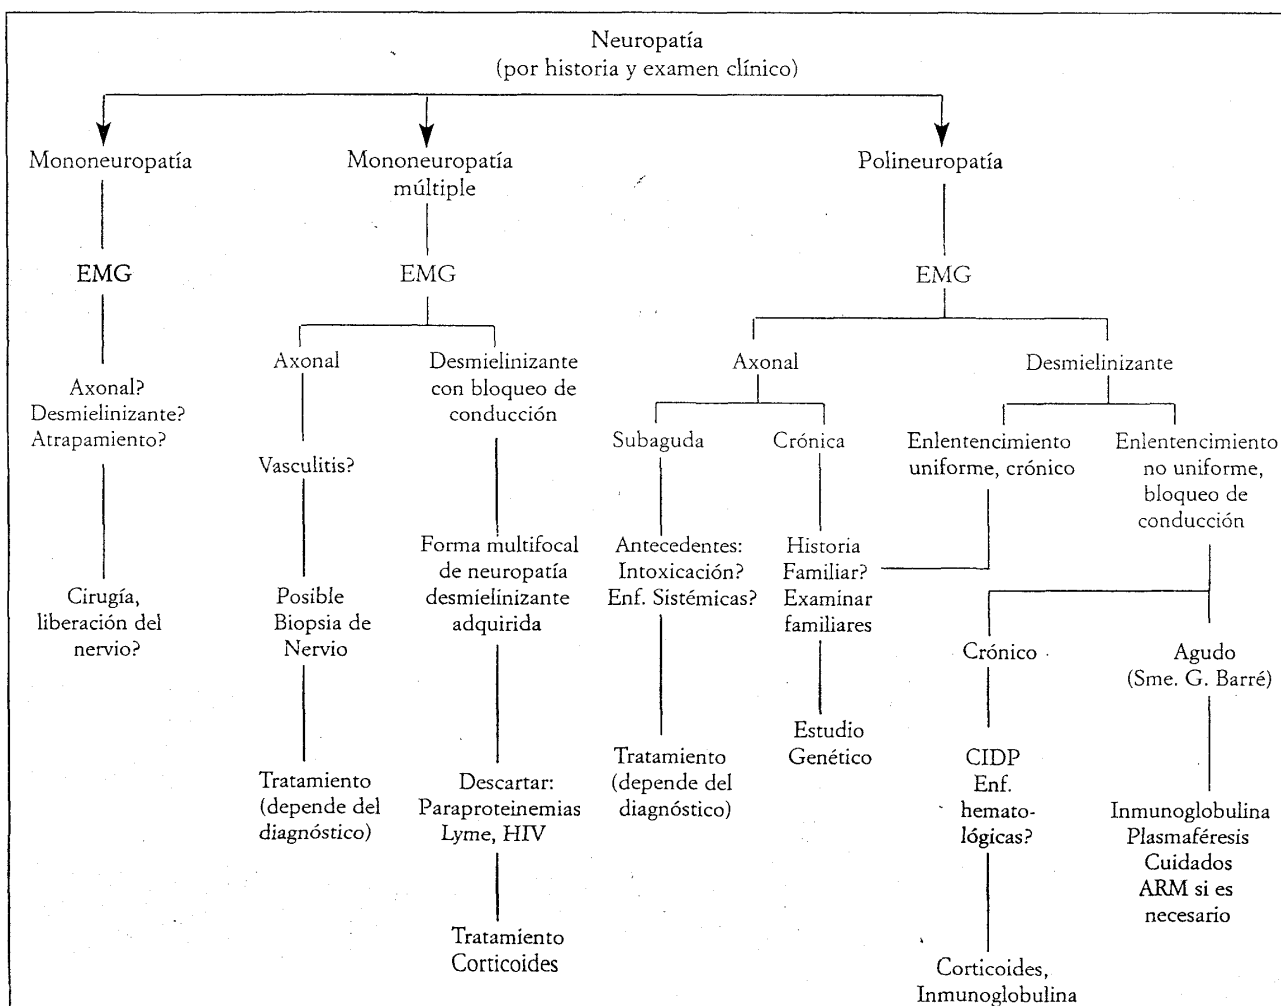 Neuropatía
(por historia y examen clínico)
Mononeuropatía
Mononeuropatía
múltiple
Polineuropatía
EMG
EMG
EMG
Axonal?
Desmielinizante?
Atrapamiento?
Cirugía,
liberación del
nervio?
Axonal
Vasculitis?
Posible
Biopsia de
Nervio
Tratamiento
(depende del
diagnóstico)
Desmielinizante
con bloqueo de
conducción
Forma multifocal
de neuropatía
desmielinizante
adquirida
Descartar:
Paraproteinemias
Lyme, HIV
Tratamiento
Corticoides
Axonal
Subaguda
Antecedentes:
Intoxicación?
Enf. Sistémicas?
Tratamiento
(depende del
diagnóstico)
Crónica
Historia
Familiar?
Examinar
familiares
Estudio
Genético
Desmielinizante
Enlentencimiento
uniforme, crónico
Enlentencimiento
no uniforme,
bloqueo de
conducción
Crónico
CIDP
Enf.
hemato-
lógicas?
Corticoides,
Inmunoglobulina
Agudo
(Sme. G. Barré)
Inmunoglobulina
Plasmaféresis
Cuidados
ARM si es
necesario